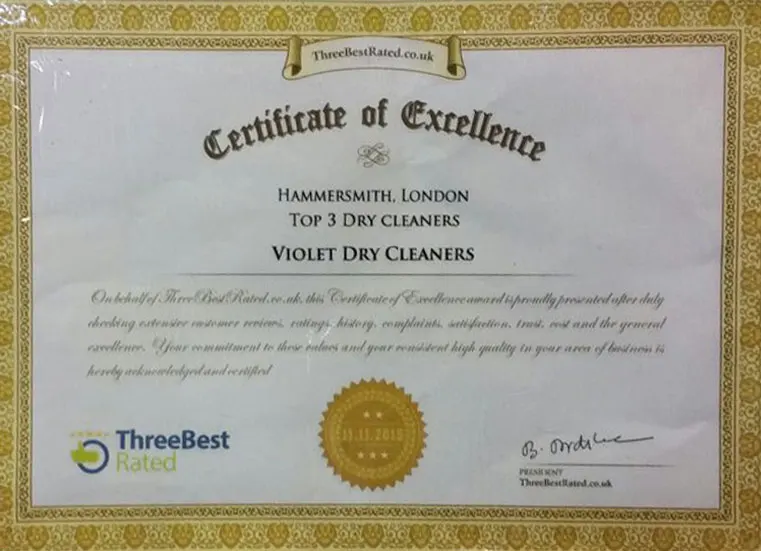 ThreeBestRated.co.uk
Certificate of Excellence
HAMMERSMITH, LONDON
TOP 3 DRY CLEANERS
VIOLET DRY CLEANERS
On behalf of ThreeBestRated.co.uk, this Certificate of Excellence award is proudly presented after duly
checking extensive customer reviews, ratings, history, complaints, satisfaction, trust, cost and the general
excellence. Your commitment to these values and your consistent high quality in your area of business is
hereby acknowledged and certified
11.11.2015
ThreeBest
Rated
PRESIDENT
ThreeBestRated.co.uk